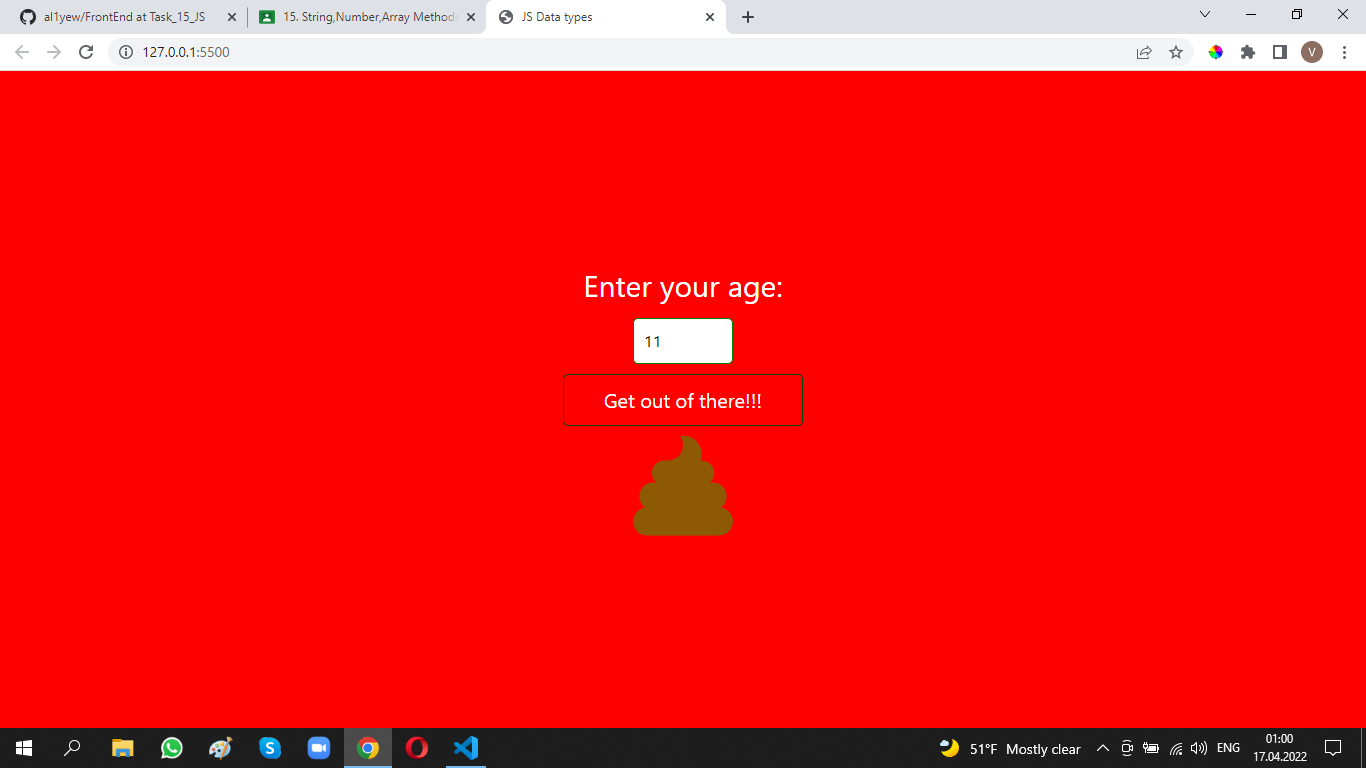 al1yew/FrontEnd at Task_15_JS
15. String,Number,Array Method
JS Data types
127.0.0.1:5500
V
Enter your age:
11
Get out of there!!!
51°F Mostly clear
ENG
01:00
17.04.2022